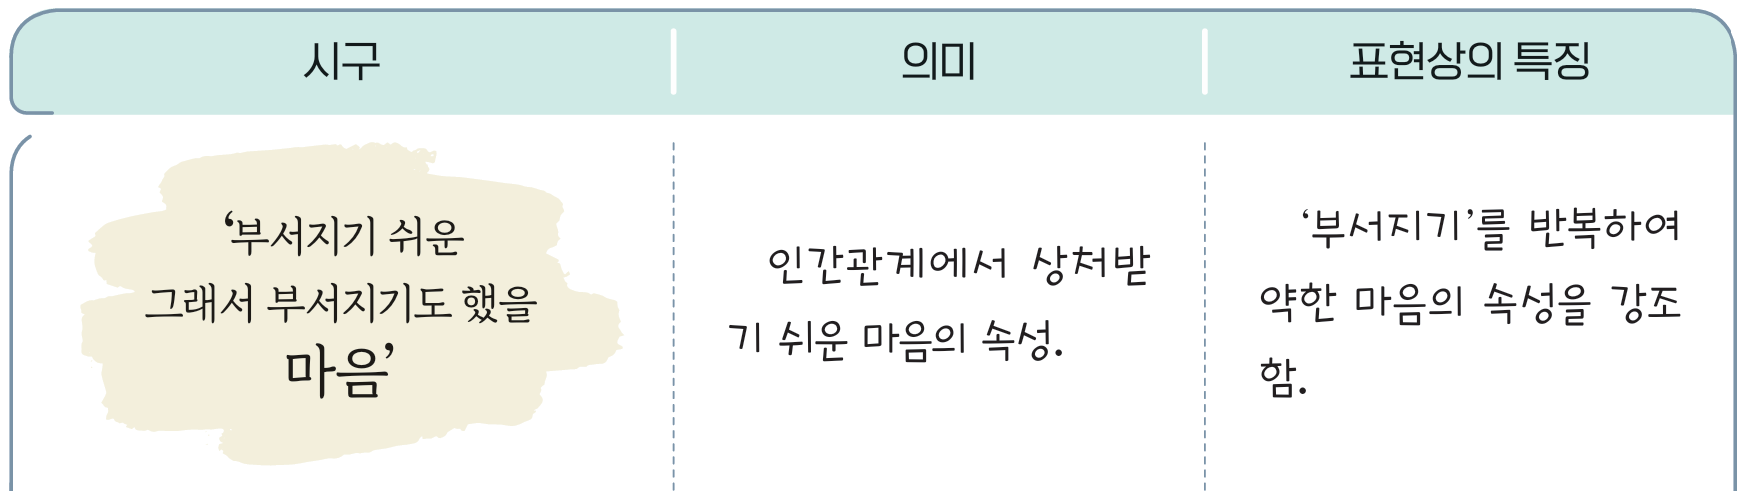 시구 의미 표현상의 특징
‘부서지기 쉬운
그래서 부서지기도 했을
마음’
인간관계에서 상처받
기 쉬운 마음의 속성.
‘부서지기’를 반복하여
약한 마음의 속성을 강조
함.